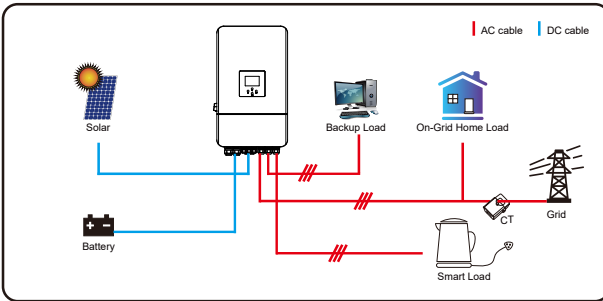 AC cable
DC cable
Solar
Backup Load
On-Grid Home Load
CT
Grid
Battery
Smart Load